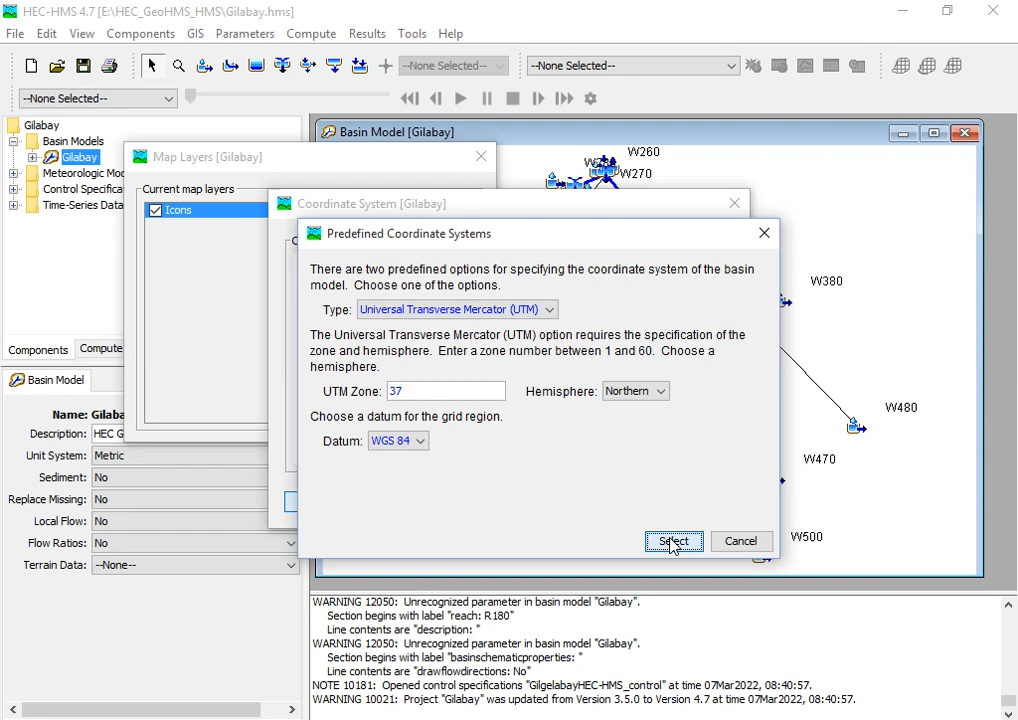 HEC-HMS 4.7 [E:\HEC_GeoHMS_HMS\Gilabay.hms]
File Edit View Components GIS Parameters Compute Results Tools Help
--None Selected-- --None Selected--
--None Selected--
Gilabay
Basin Models
Gilabay
Meteorologic Mod
Control Specifica
Time-Series Data
Components Compute
Basin Model
Name: Gilaba
Description: HEC G
Unit System: Metric
Sediment: No
Replace Missing: No
Local Flow: No
Flow Ratios: No
Terrain Data: --None--
Basin Model [Gilabay]
W260
W270
W380
W480
W470
W500
Map Layers [Gilabay]
Current map layers
Icons
Coordinate System [Gilabay]
Predefined Coordinate Systems
There are two predefined options for specifying the coordinate system of the basin
model. Choose one of the options.
Type: Universal Transverse Mercator (UTM)
The Universal Transverse Mercator (UTM) option requires the specification of the
zone and hemisphere. Enter a zone number between 1 and 60. Choose a
hemisphere.
UTM Zone: 37 Hemisphere: Northern
Choose a datum for the grid region.
Datum: WGS 84
Select Cancel
WARNING 12050: Unrecognized parameter in basin model "Gilabay".
Section begins with label "reach: R180"
Line contents are "description: "
WARNING 12050: Unrecognized parameter in basin model "Gilabay".
Section begins with label "basinschematicproperties: "
Line contents are "drawflowdirections: No"
NOTE 10181: Opened control specifications "GilgelabayHEC-HMS_control" at time 07Mar2022, 08:40:57.
WARNING 10021: Project "Gilabay" was updated from Version 3.5.0 to Version 4.7 at time 07Mar2022, 08:40:57.